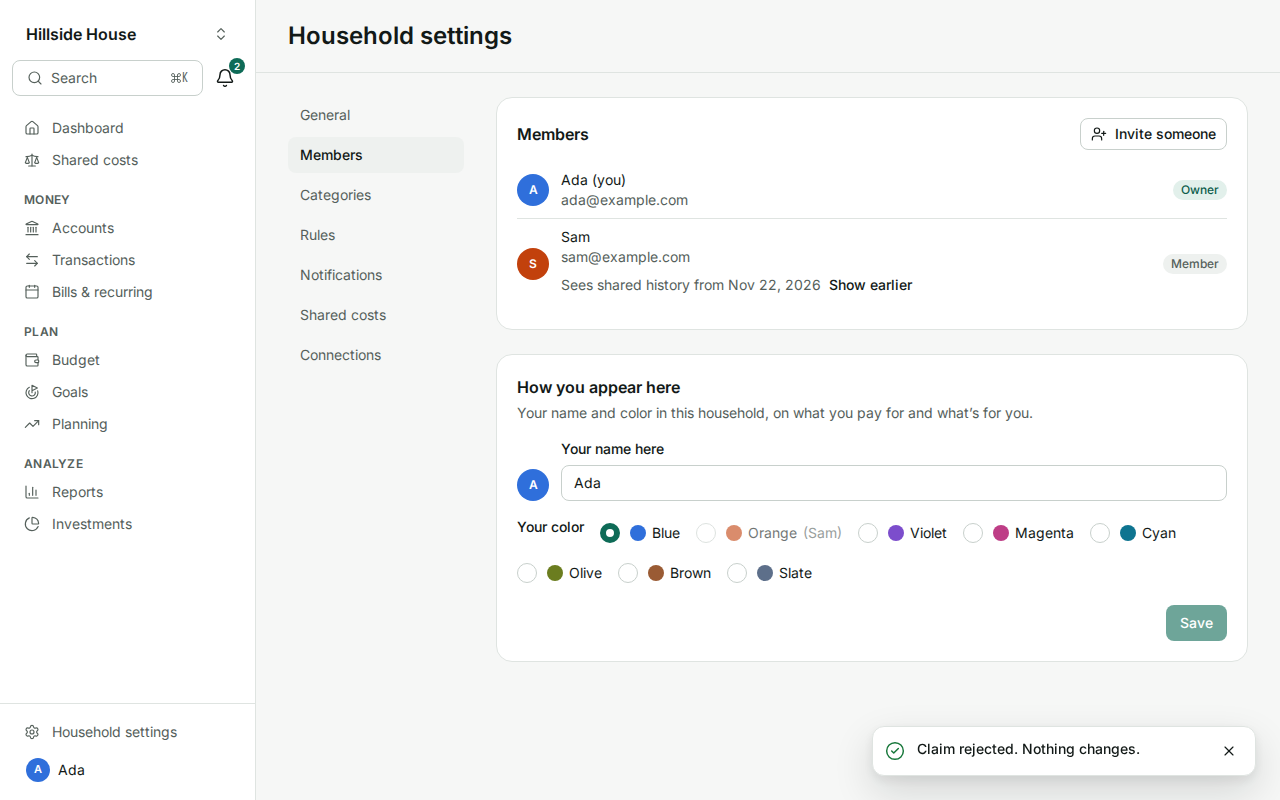 Hillside House
Search ⌘K
2
Dashboard
Shared costs
MONEY
Accounts
Transactions
Bills & recurring
PLAN
Budget
Goals
Planning
ANALYZE
Reports
Investments
Household settings
A Ada
Household settings
General
Members
Categories
Rules
Notifications
Shared costs
Connections
Members
Invite someone
A
Ada (you)
ada@example.com
Owner
S
Sam
sam@example.com
Sees shared history from Nov 22, 2026 Show earlier
Member
How you appear here
Your name and color in this household, on what you pay for and what’s for you.
Your name here
A
Ada
Your color Blue Orange (Sam) Violet Magenta Cyan
Olive Brown Slate
Save
Claim rejected. Nothing changes.